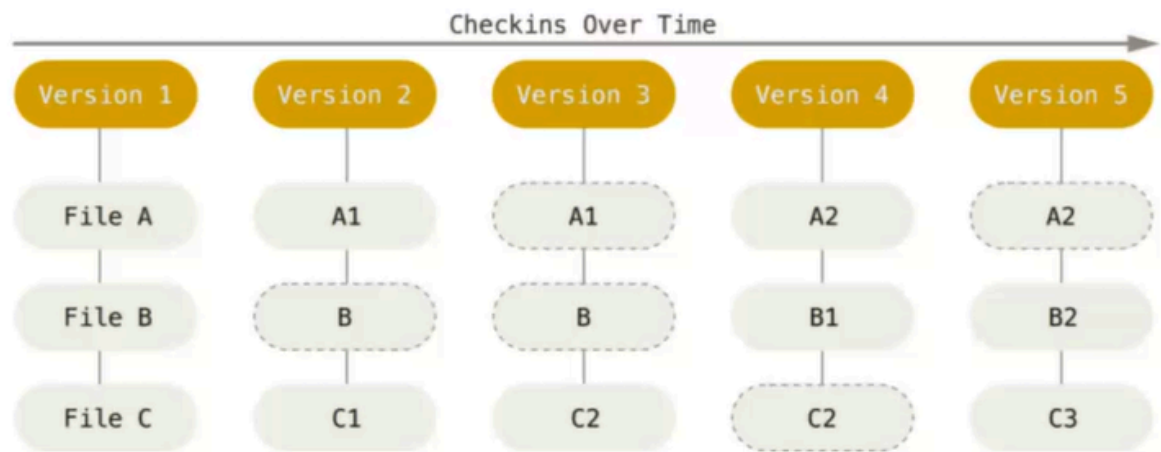 Checkins Over Time
Version 1 Version 2 Version 3 Version 4 Version 5
File A A1 A1 A2 A2
File B B B B1 B2
File C C1 C2 C2 C3